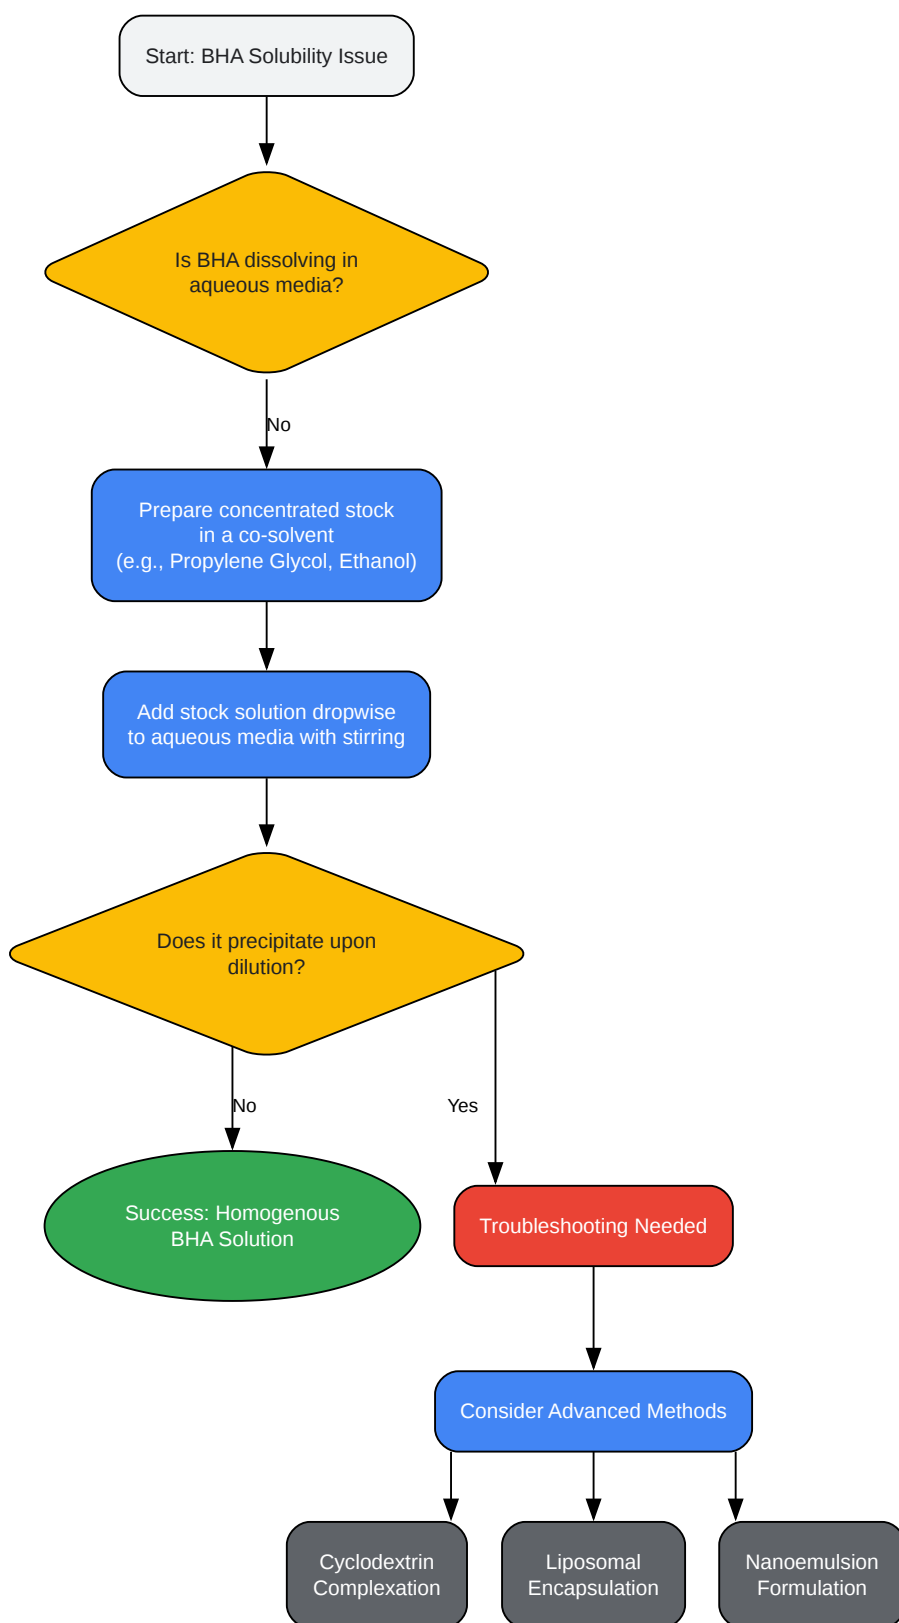 Start: BHA Solubility Issue
Is BHA dissolving in
aqueous media?
No
Prepare concentrated stock
in a co-solvent
(e.g., Propylene Glycol, Ethanol)
Add stock solution dropwise
to aqueous media with stirring
Does it precipitate upon
dilution?
No
Yes
Success: Homogenous
BHA Solution
Troubleshooting Needed
Consider Advanced Methods
Cyclodextrin
Complexation
Liposomal
Encapsulation
Nanoemulsion
Formulation